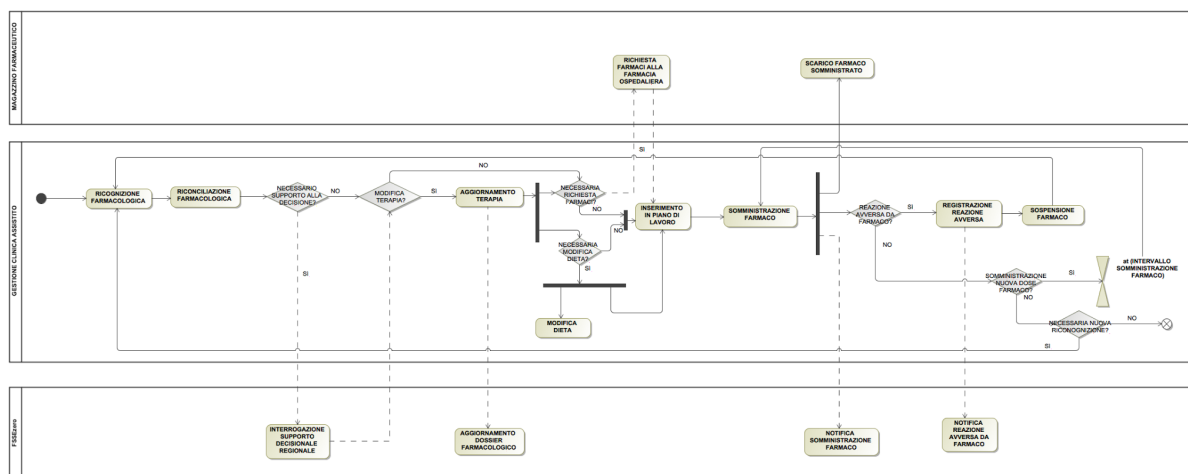 MAGAZZINO FARMACEUTICO
RICHIESTA
FARMACI ALLA
FARMACIA
OSPEDALIERA
SCARICO FARMACO
SOMMINISTRATO
GESTIONE CLINICA ASSISTITO
RICOGNIZIONE
FARMACOLOGICA
RICONCILIAZIONE
FARMACOLOGICA
NECESSARIO
SUPPORTO ALLA
DECISIONE?
NO
SI
MODIFICA
TERAPIA?
NO
SI
AGGIORNAMENTO
TERAPIA
NECESSARIA
RICHIESTA
FARMACI?
SI
NO
NECESSARIA
MODIFICA
DIETA?
NO
SI
MODIFICA
DIETA
INSERIMENTO
IN PIANO DI
LAVORO
SOMMINISTRAZIONE
FARMACO
REAZIONE
AVVERSA DA
FARMACO?
SI
NO
REGISTRAZIONE
REAZIONE
AVVERSA
SOSPENSIONE
FARMACO
SOMMINISTRAZIONE
NUOVA DOSE
FARMACO?
SI
NO
at (INTERVALLO
SOMMINISTRAZIONE
FARMACO)
NECESSARIA NUOVA
RICONOGNIZIONE?
NO
SI
FSSEzero
INTERROGAZIONE
SUPPORTO
DECISIONALE
REGIONALE
AGGIORNAMENTO
DOSSIER
FARMACOLOGICO
NOTIFICA
SOMMINISTRAZIONE
FARMACO
NOTIFICA
REAZIONE
AVVERSA DA
FARMACO